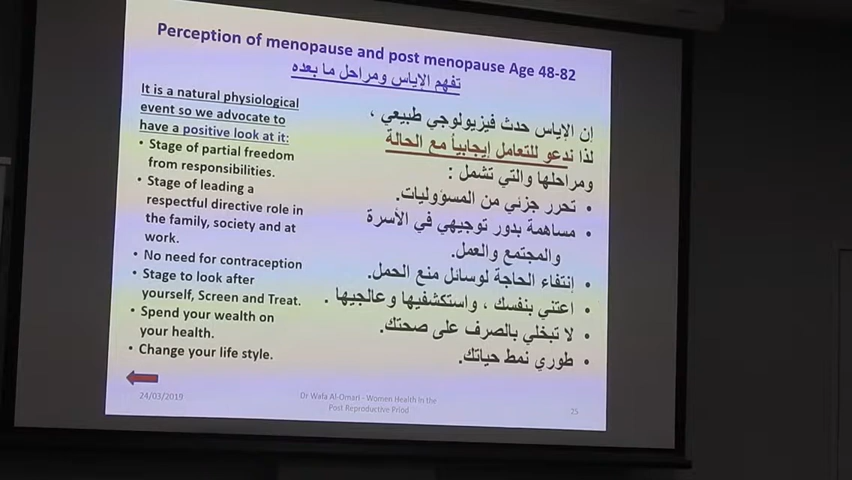 Perception of menopause and post menopause Age 48-82
تفهم الإياس ومراحل ما بعده
It is a natural physiological
event so we advocate to
have a positive look at it:
• Stage of partial freedom
from responsibilities.
• Stage of leading a
respectful directive role in
the family, society and at
work.
• No need for contraception
• Stage to look after
yourself, Screen and Treat.
• Spend your wealth on
your health.
• Change your life style.
إن الإياس حدث فيزيولوجي طبيعي ،
لذا ندعو للتعامل إيجابياً مع الحالة
ومراحلها والتي تشمل :
• تحرر جزئي من المسؤوليات.
• مساهمة بدور توجيهي في الأسرة
والمجتمع والعمل.
• إنتفاء الحاجة لوسائل منع الحمل.
• اعتني بنفسك ، واستكشفيها وعالجيها .
• لا تبخلي بالصرف على صحتك.
• طوري نمط حياتك.
24/03/2019
Dr Wafa Al-Omari - Women Health In the
Post Reproductive Priod
25